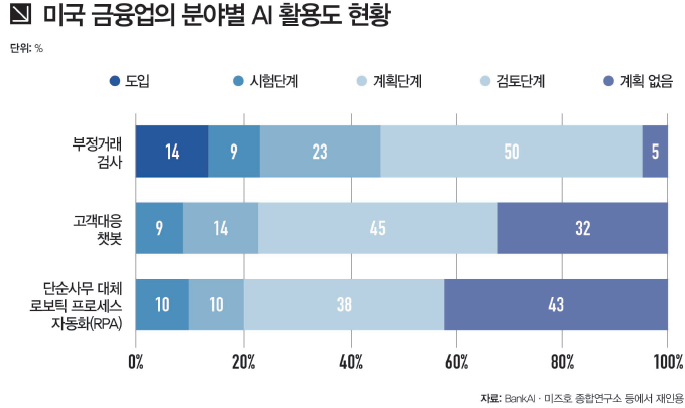 미국 금융업의 분야별 AI 활용도 현황
단위: %
도입 시험단계 계획단계 검토단계 계획 없음
부정거래
검사
14 9 23 50 5
고객대응
챗봇
9 14 45 32
단순사무 대체
로보틱 프로세스
자동화(RPA)
10 10 38 43
0% 20% 40% 60% 80% 100%
자료: BankAI · 미즈호 종합연구소 등에서 재인용